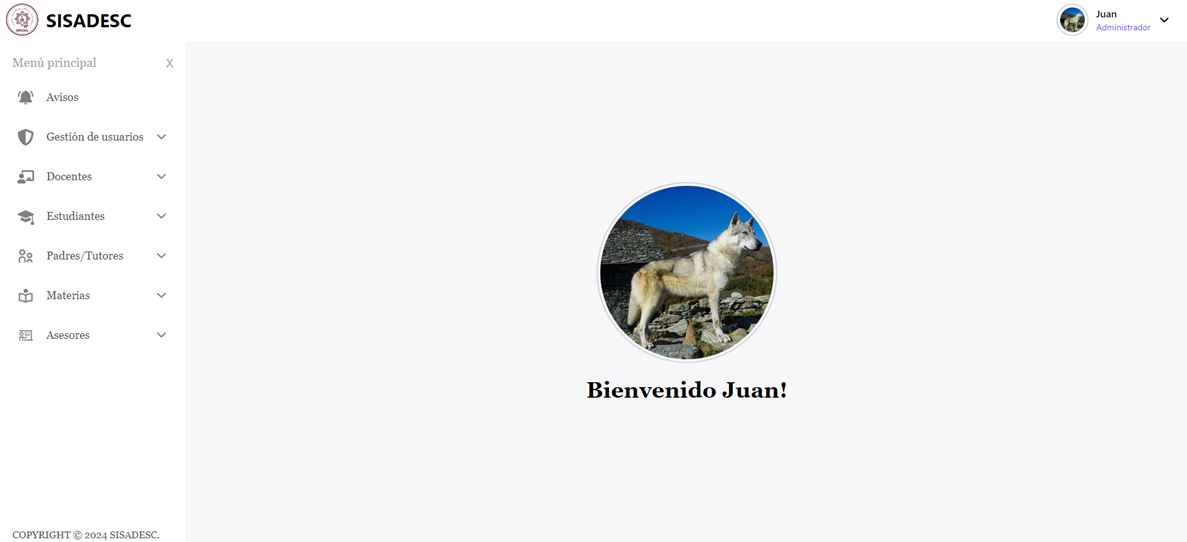 SISADESC
Juan
Administrador
Menú principal
X
Avisos
Gestión de usuarios
Docentes
Estudiantes
Padres/Tutores
Materias
Asesores
Bienvenido Juan!
COPYRIGHT © 2024 SISADESC.